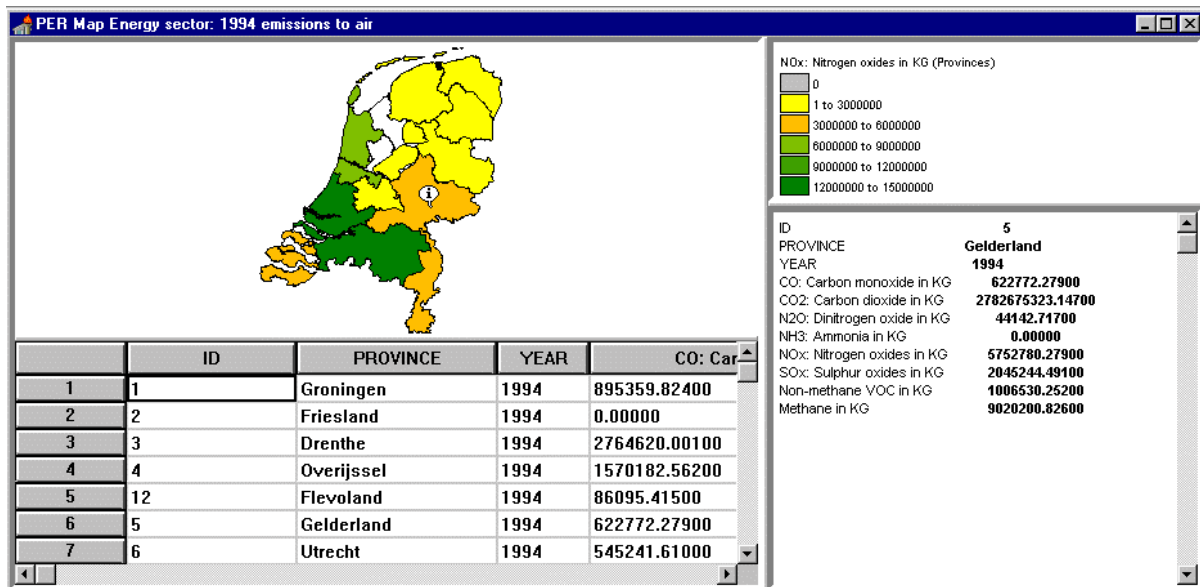 PER Map Energy sector: 1994 emissions to air
NOx: Nitrogen oxides in KG (Provinces)
0
1 to 3000000
3000000 to 6000000
6000000 to 9000000
9000000 to 12000000
12000000 to 15000000
i
ID 5
PROVINCE Gelderland
YEAR 1994
CO: Carbon monoxide in KG 622772.27900
CO2: Carbon dioxide in KG 2782675323.14700
N2O: Dinitrogen oxide in KG 44142.71700
NH3: Ammonia in KG 0.00000
NOx: Nitrogen oxides in KG 5752780.27900
SOx: Sulphur oxides in KG 2045244.49100
Non-methane VOC in KG 1006530.25200
Methane in KG 9020200.82600
ID PROVINCE YEAR CO: Car
1 1 Groningen 1994 895359.82400
2 2 Friesland 1994 0.00000
3 3 Drenthe 1994 2764620.00100
4 4 Overijssel 1994 1570182.56200
5 12 Flevoland 1994 86095.41500
6 5 Gelderland 1994 622772.27900
7 6 Utrecht 1994 545241.61000